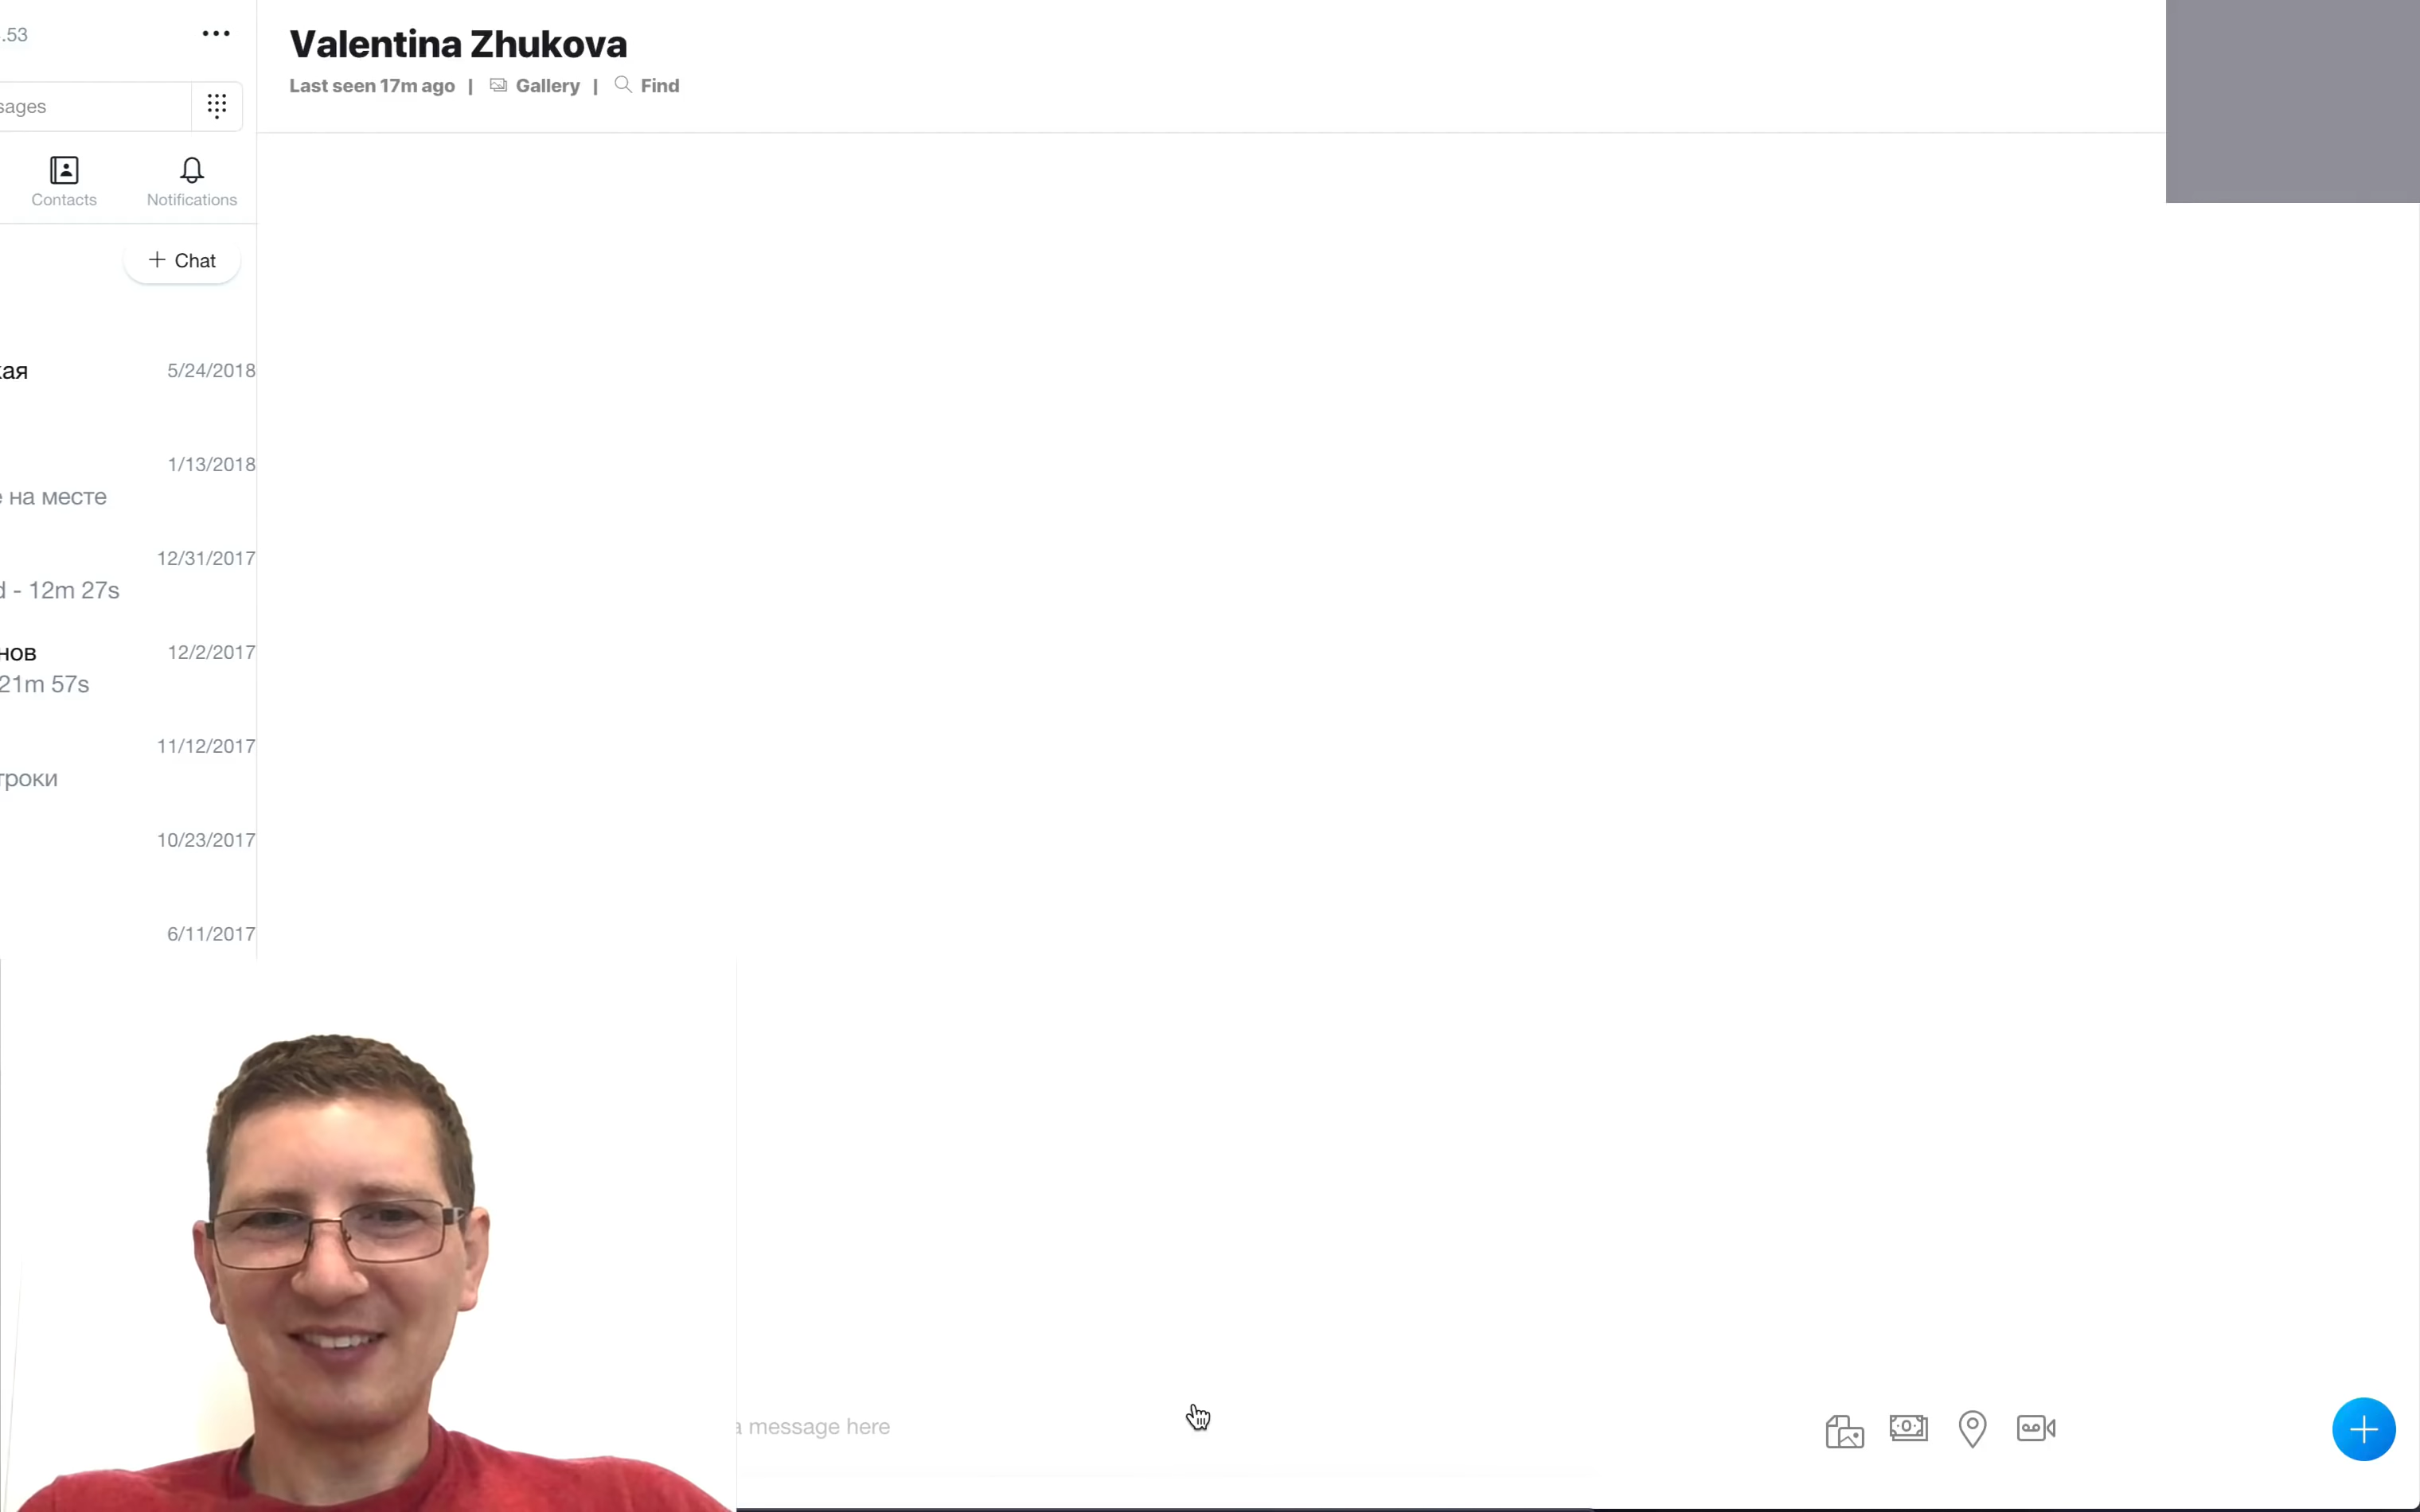 .53
sages
Contacts
Notifications
+ Chat
кая
5/24/2018
1/13/2018
е на месте
12/31/2017
d - 12m 27s
нов
12/2/2017
21m 57s
11/12/2017
троки
10/23/2017
6/11/2017
Valentina Zhukova
Last seen 17m ago | Gallery | Find
a message here